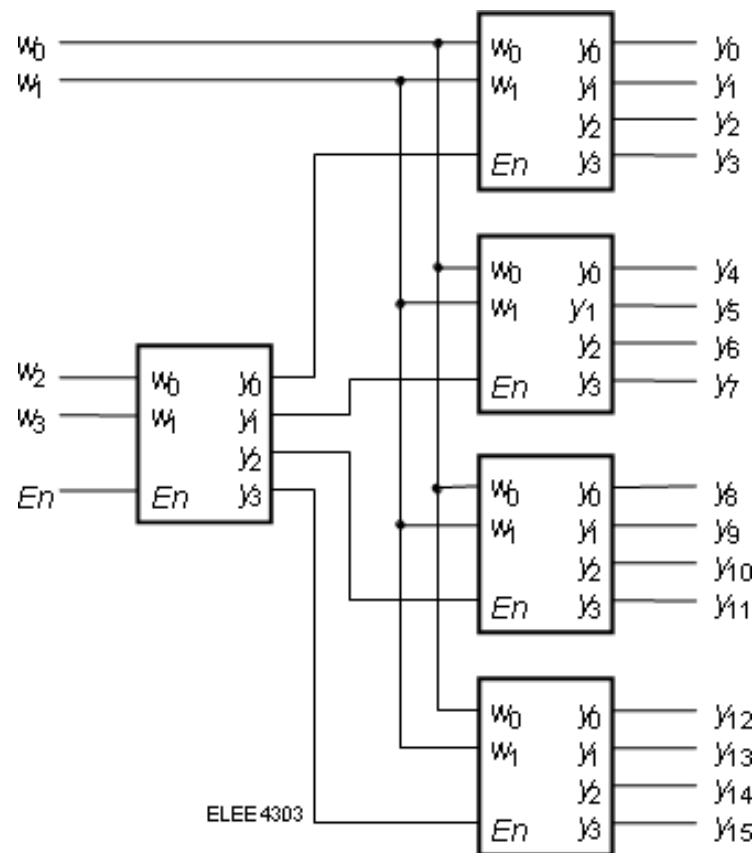 w0 w0 y0 y0
w1 w1 y1 y1
y2 y2
En y3 y3
w0 y0 y4
w1 y1 y5
y2 y6
w2 w0 y0 y3 y7
w3 w1 y1 En
y2
En En y3
w0 y0 y8
w1 y1 y9
y2 y10
En y3 y11
w0 y0 y12
w1 y1 y13
y2 y14
ELEE4303 En y3 y15